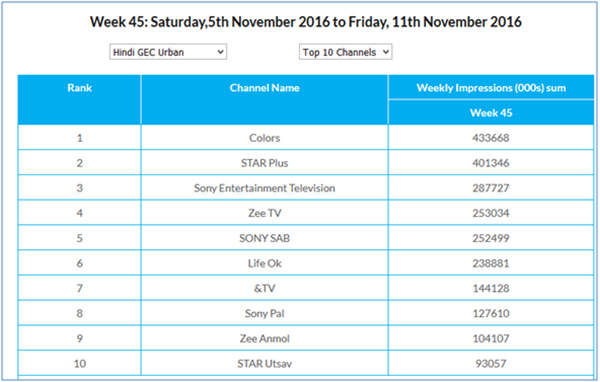 Week 45: Saturday,5th November 2016 to Friday, 11th November 2016
Hindi GEC Urban Top 10 Channels
Rank Channel Name Weekly Impressions (000s) sum
Week 45
1 Colors 433668
2 STAR Plus 401346
3 Sony Entertainment Television 287727
4 Zee TV 253034
5 SONY SAB 252499
6 Life Ok 238881
7 &TV 144128
8 Sony Pal 127610
9 Zee Anmol 104107
10 STAR Utsav 93057